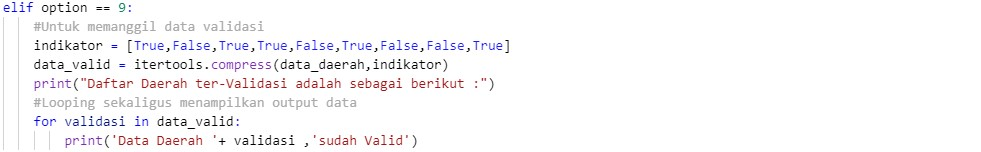 elif option == 9:
#Untuk memanggil data validasi
indikator = [True,False,True,True,False,True,False,False,True]
data_valid = itertools.compress(data_daerah,indikator)
print("Daftar Daerah ter-Validasi adalah sebagai berikut :")
#Looping sekaligus menampilkan output data
for validasi in data_valid:
print('Data Daerah '+ validasi ,'sudah Valid')